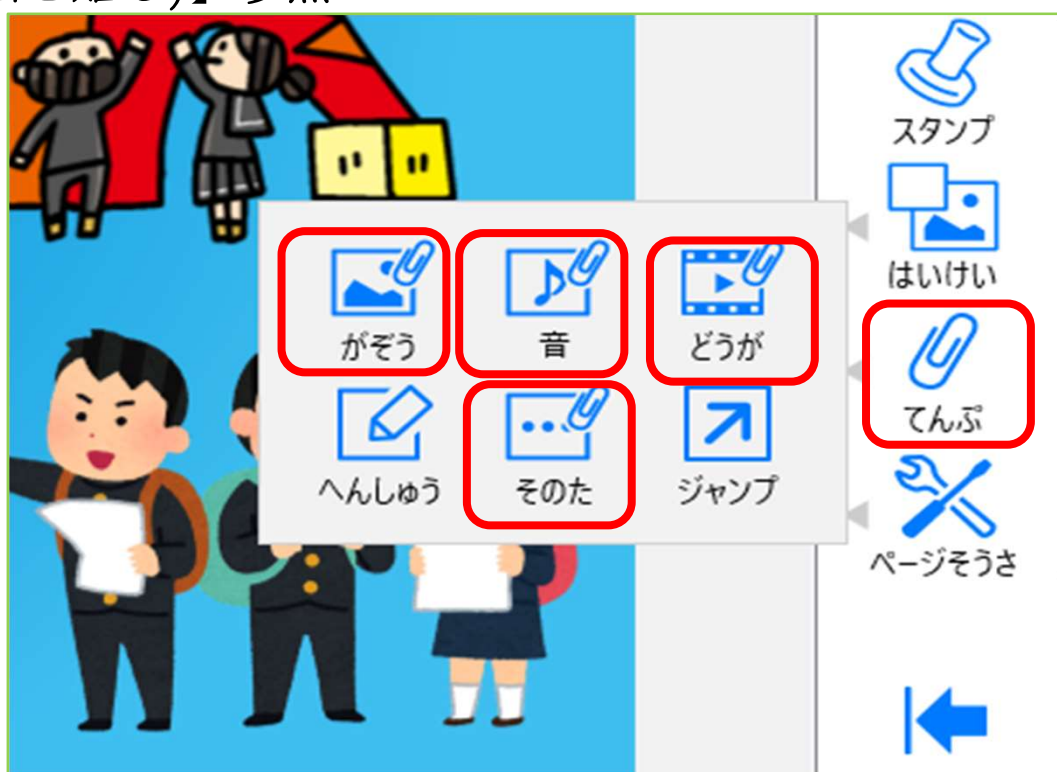 スタンプ
はいけい
がぞう 音 どうが
てんぷ
へんしゅう そのた ジャンプ
ページそうさ